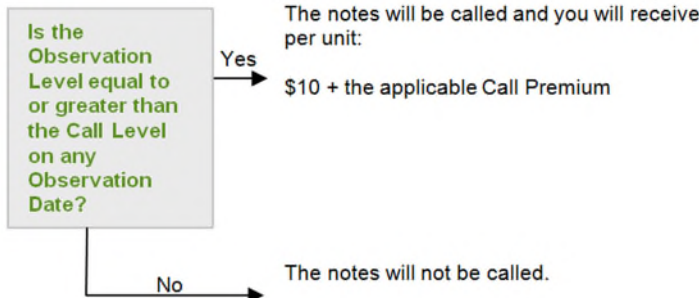 Is the
Observation
Level equal to
or greater than
the Call Level
on any
Observation
Date?
Yes
The notes will be called and you will receive
per unit:
$10 + the applicable Call Premium
No
The notes will not be called.